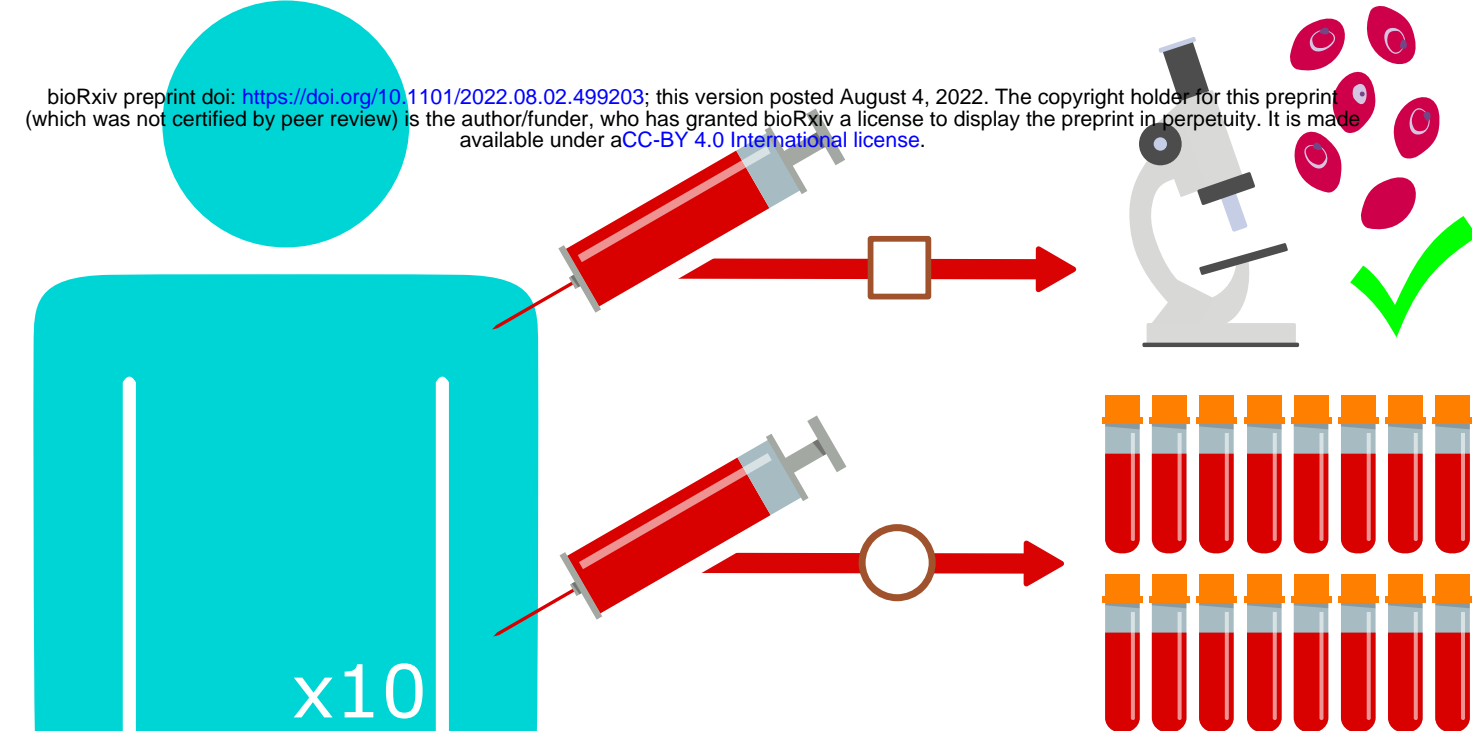 bioRxiv preprint doi: https://doi.org/10.1101/2022.08.02.499203; this version posted August 4, 2022. The copyright holder for this preprint
(which was not certified by peer review) is the author/funder, who has granted bioRxiv a license to display the preprint in perpetuity. It is made
available under aCC-BY 4.0 International license.
x10